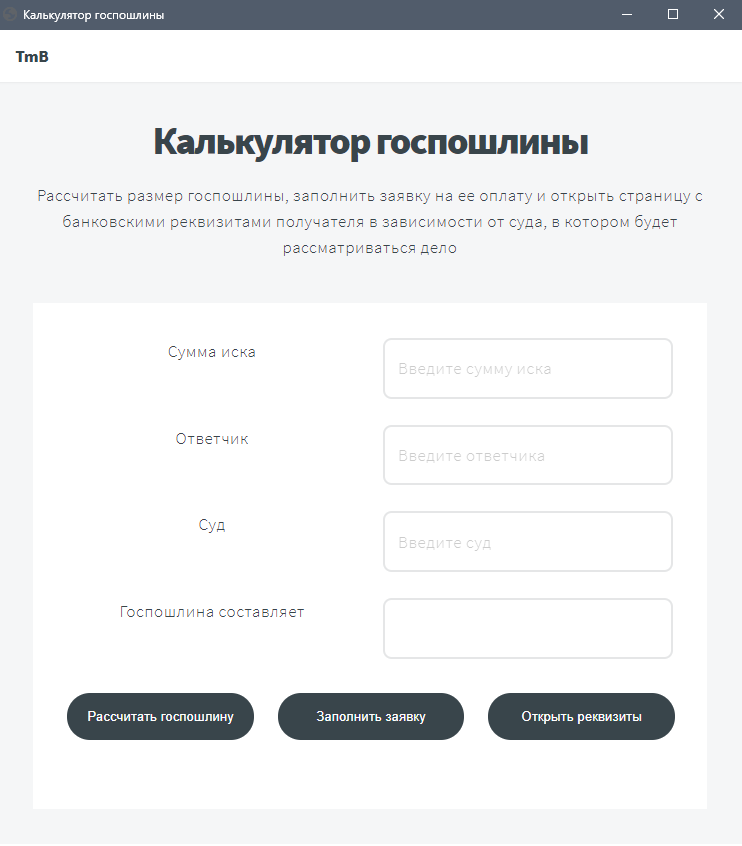 Калькулятор госпошлины
TmB
Калькулятор госпошлины
Рассчитать размер госпошлины, заполнить заявку на ее оплату и открыть страницу с
банковскими реквизитами получателя в зависимости от суда, в котором будет
рассматриваться дело
Сумма иска
Введите сумму иска
Ответчик
Введите ответчика
Суд
Введите суд
Госпошлина составляет
Рассчитать госпошлину
Заполнить заявку
Открыть реквизиты